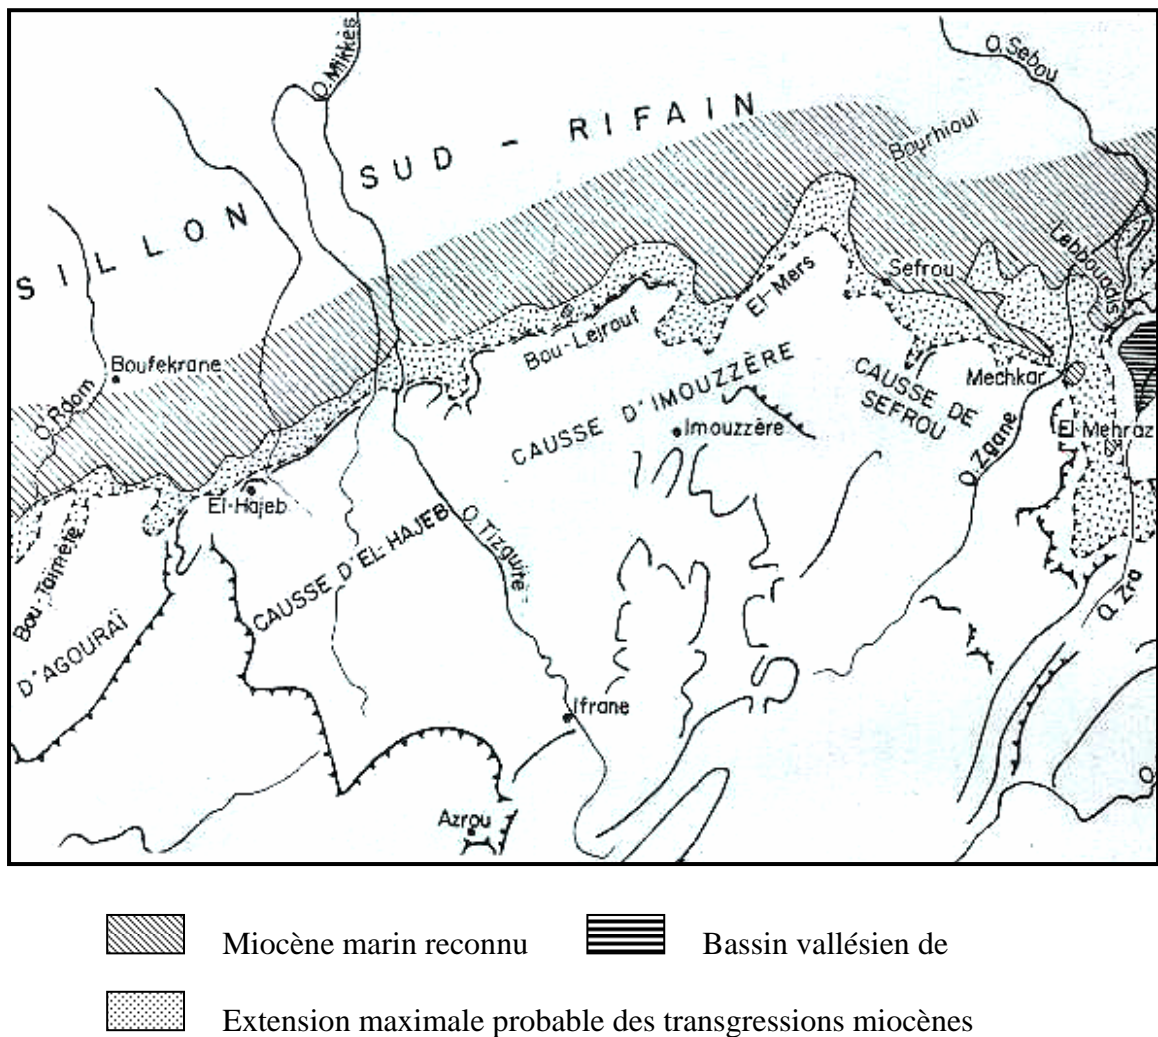 O. Mikkès
O. Sebou
SILLON SUD - RIFAIN
Bourhioul
Labboudis
Sefrou
El-Mers
Bou-Lejrouf
Boufekrane
O. Rdom
Mechkar
CAUSSE D'IMOUZZÈRE
CAUSSE DE
SEFROU
Imouzzère
El-Mehraz
O. Zgane
El-Hajeb
O. Tizguite
CAUSSE D'EL HAJEB
Bou-Taimète
D'AGOURAÏ
O. Zra
Ifrane
Azrou
O.
Miocène marin reconnu
Bassin vallésien de
Extension maximale probable des transgressions miocènes